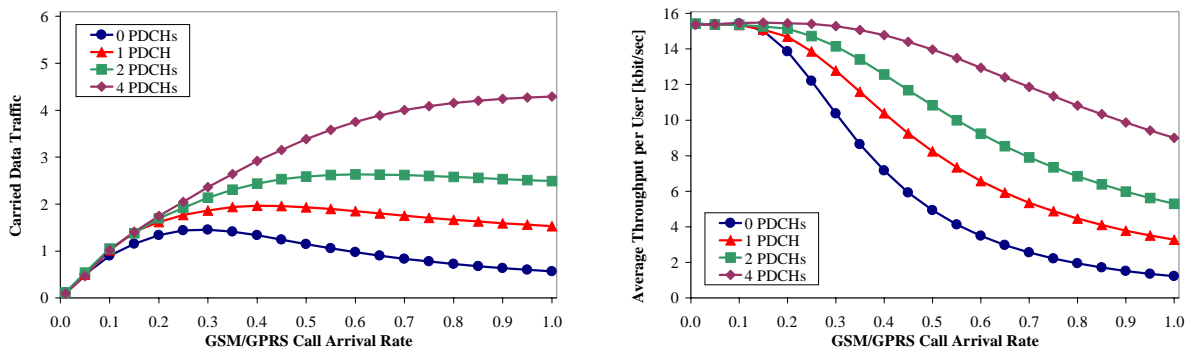 6
5
4
3
2
1
0
Carried Data Traffic
0 PDCHs
1 PDCH
2 PDCHs
4 PDCHs
0.0 0.1 0.2 0.3 0.4 0.5 0.6 0.7 0.8 0.9 1.0
GSM/GPRS Call Arrival Rate
16
14
12
10
8
6
4
2
0
Average Throughput per User [kbit/sec]
0 PDCHs
1 PDCH
2 PDCHs
4 PDCHs
0.0 0.1 0.2 0.3 0.4 0.5 0.6 0.7 0.8 0.9 1.0
GSM/GPRS Call Arrival Rate